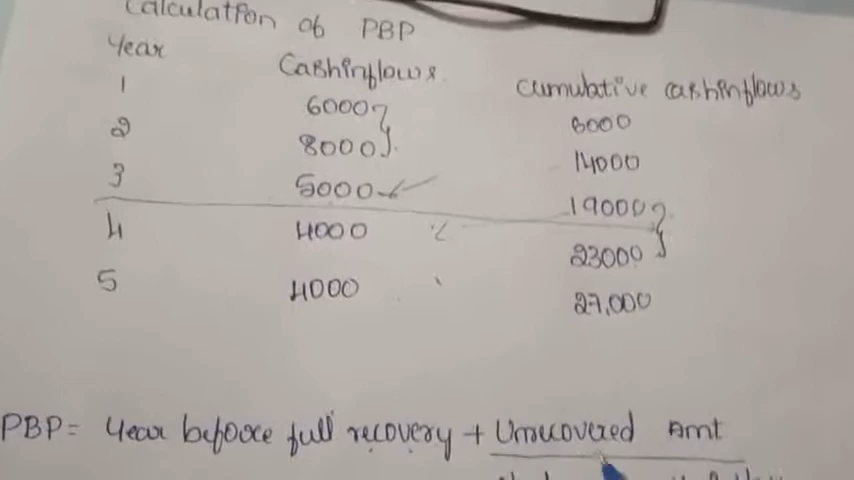 Calculation of PBP
Year Cashinflows Cumulative cashinflows
1 6000 6000
2 8000 14000
3 5000 19000
4 4000 23000
5 4000 27,000
PBP = Year before full recovery + Unrecovered Amt